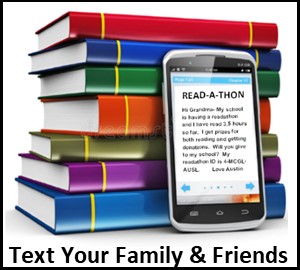 READ-A-THON
Hi Grandma- My school
is having a readathon
and I have read 3.5 hours
so far. I get prizes for
both reading and getting
donations. Will you give
to my school? My
readathon ID is 4-MCGL-
AUSL. Love Austin
Text Your Family & Friends